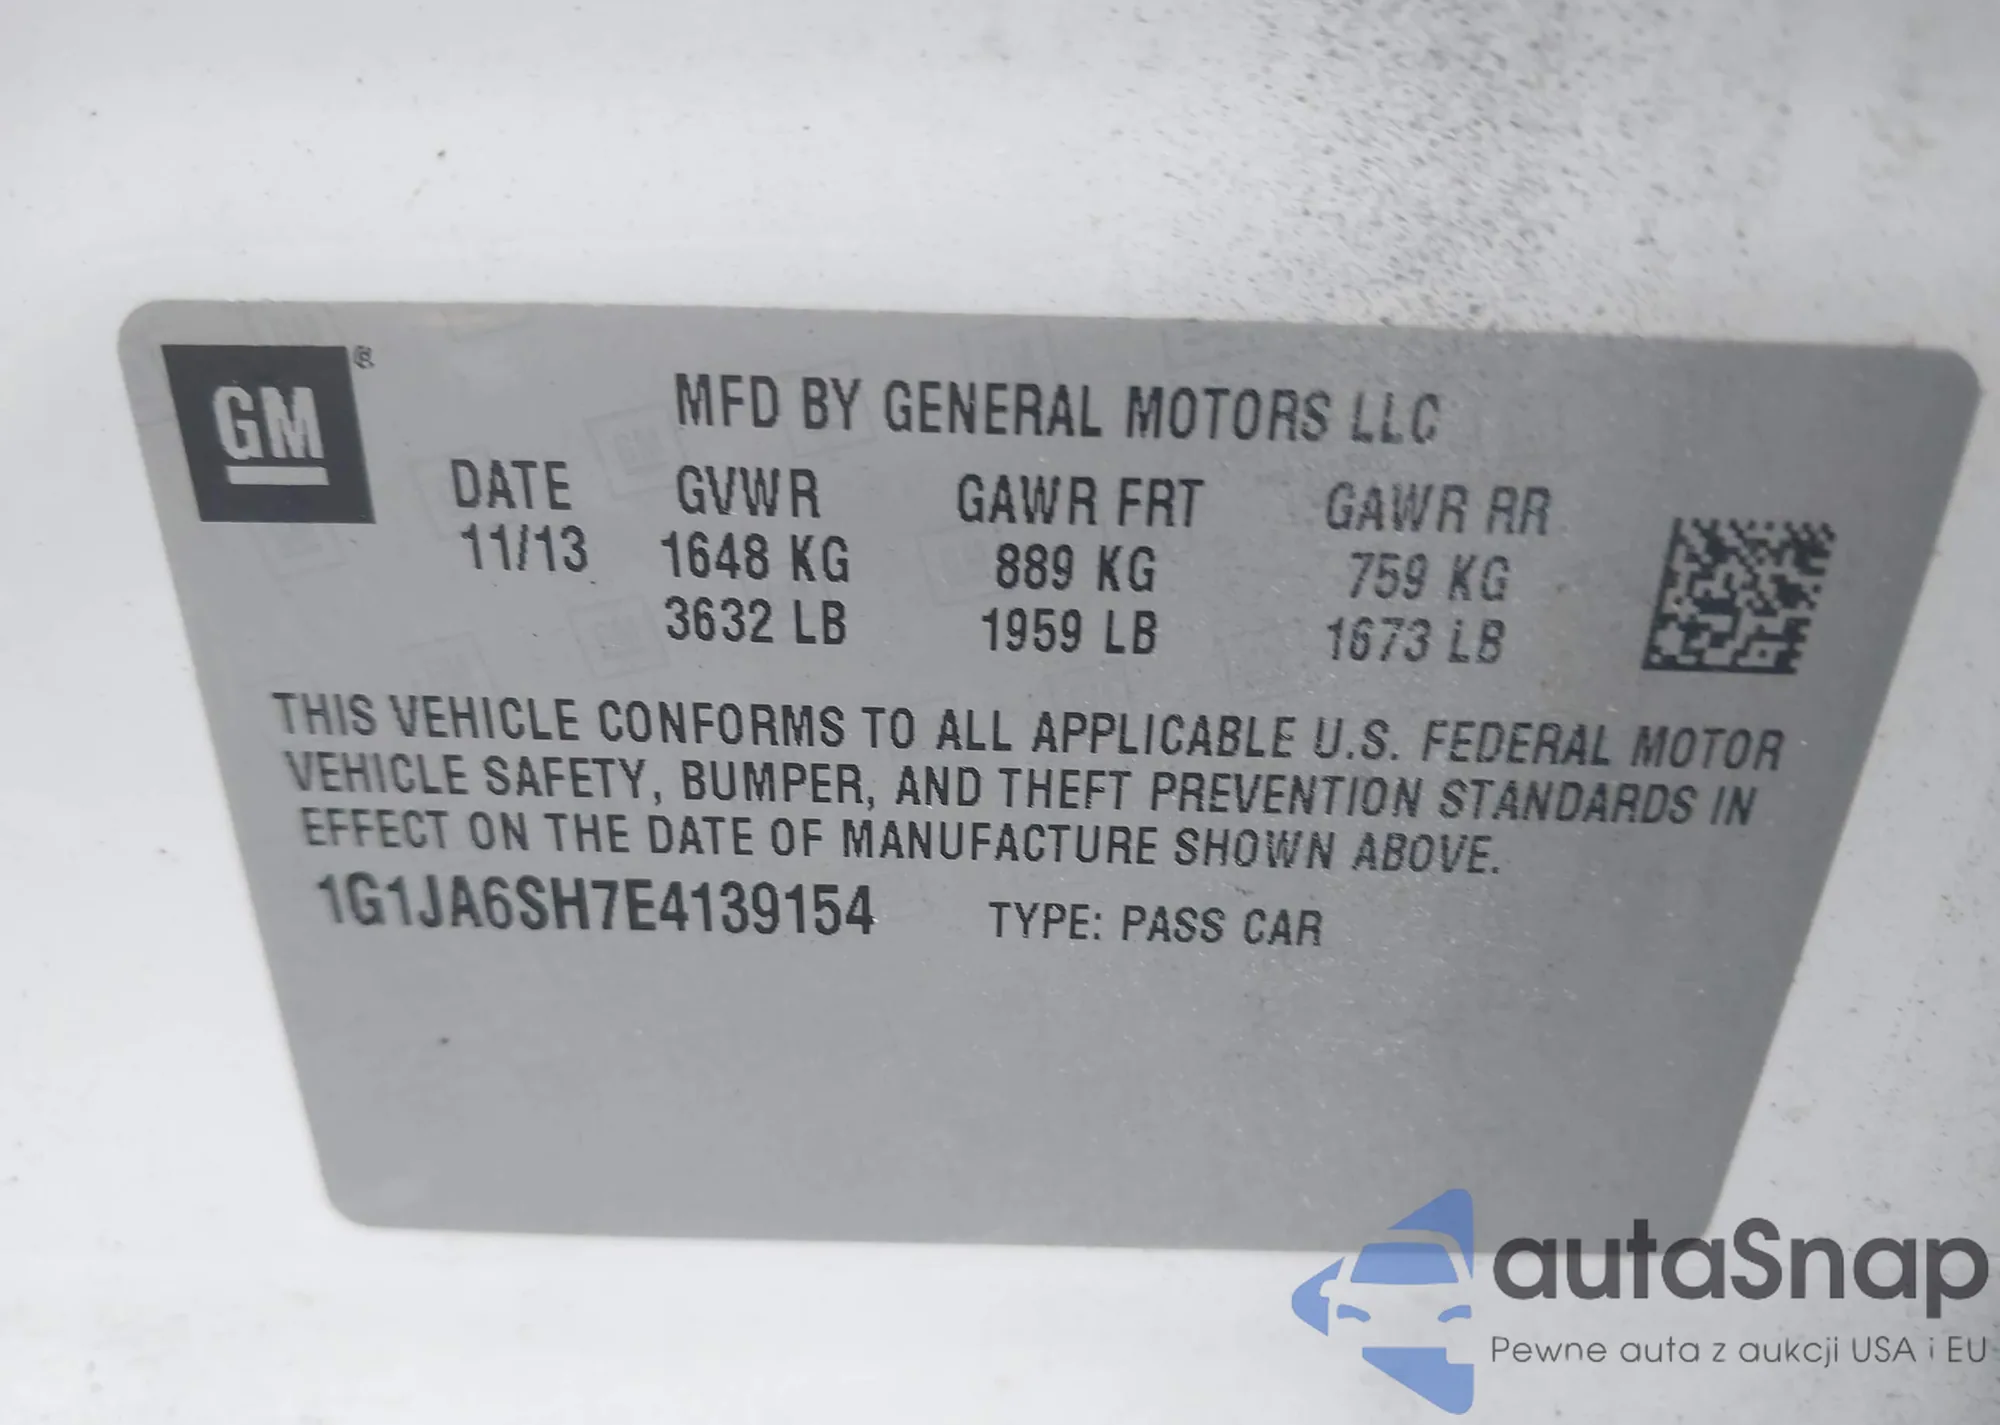 GM ®
MFD BY GENERAL MOTORS LLC
DATE GVWR GAWR FRT GAWR RR
11/13 1648 KG 889 KG 759 KG
3632 LB 1959 LB 1673 LB
THIS VEHICLE CONFORMS TO ALL APPLICABLE U.S. FEDERAL MOTOR
VEHICLE SAFETY, BUMPER, AND THEFT PREVENTION STANDARDS IN
EFFECT ON THE DATE OF MANUFACTURE SHOWN ABOVE.
1G1JA6SH7E4139154 TYPE: PASS CAR
autaSnap
Pewne auta z aukcji USA i EU